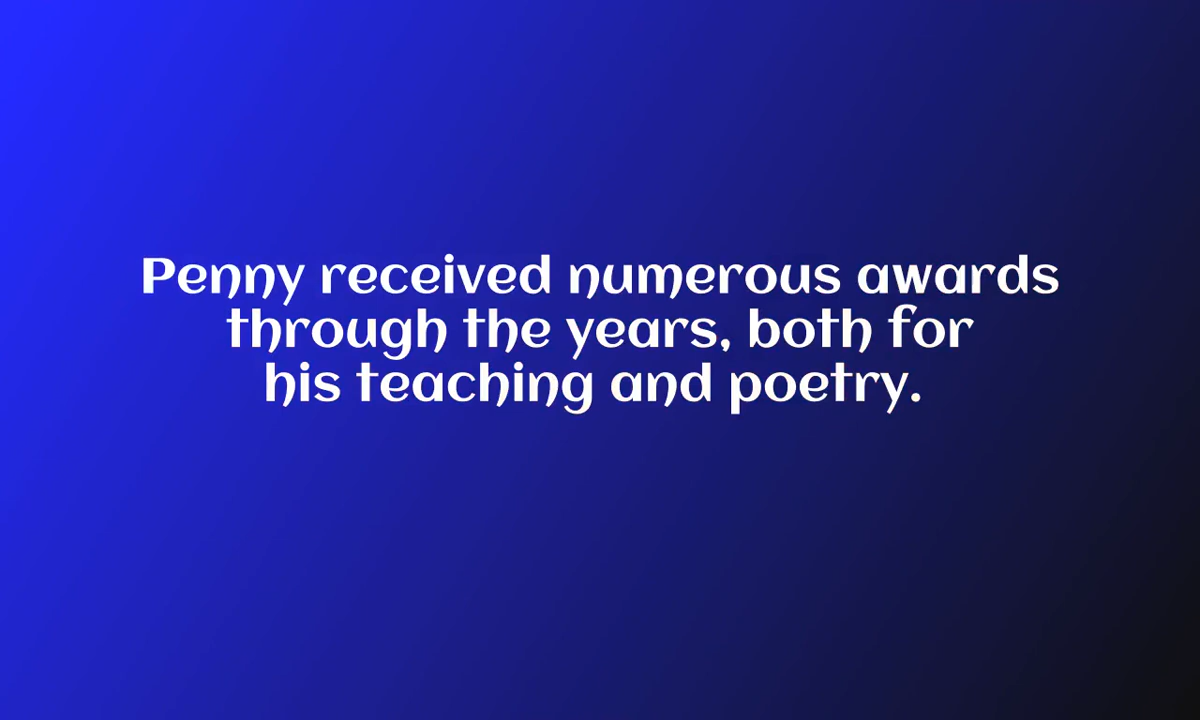 Penny received numerous awards
through the years, both for
his teaching and poetry.